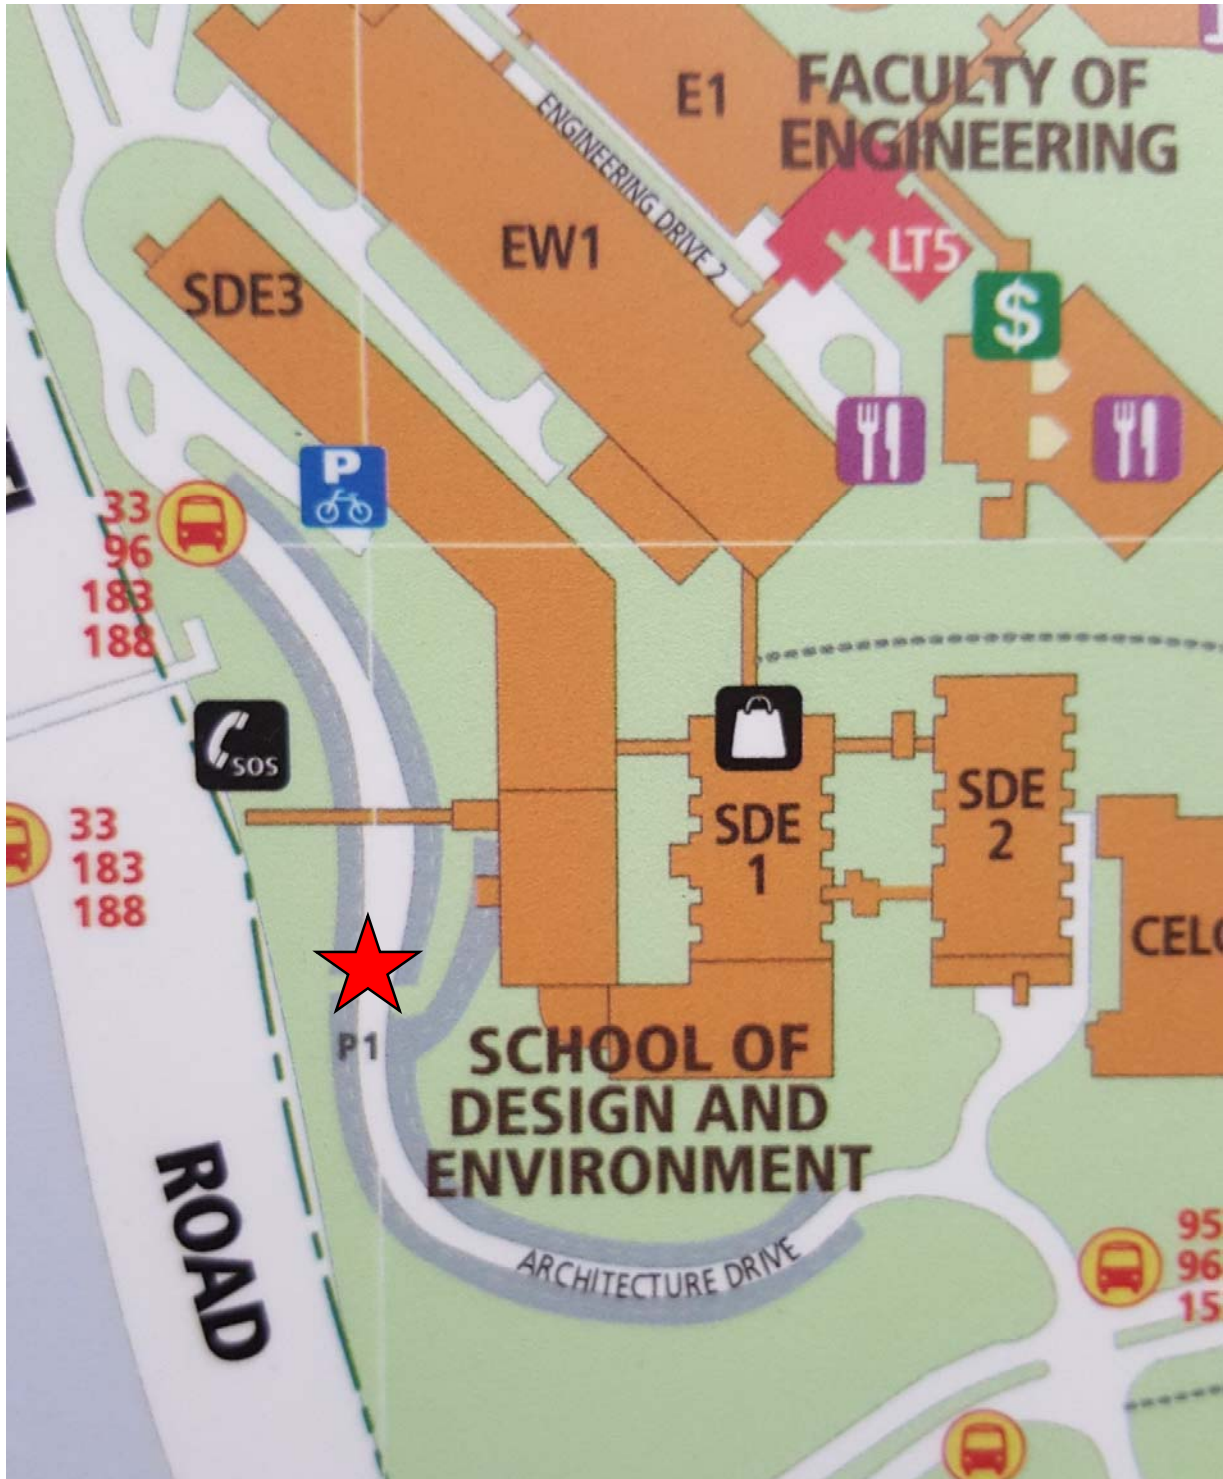 E1
FACULTY OF
ENGINEERING
ENGINEERING DRIVE 2
EW1
LT5
SDE3
$
P
33
96
183
188
SOS
SDE
1
SDE
2
33
183
188
P1
SCHOOL OF
DESIGN AND
ENVIRONMENT
ARCHITECTURE DRIVE
ROAD
95
96
15